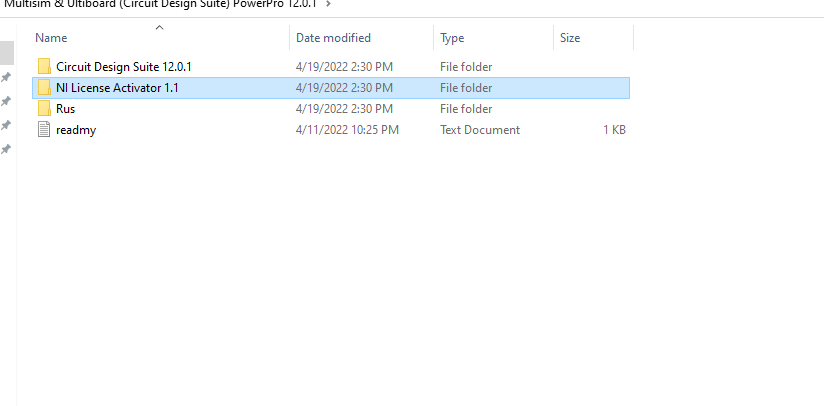 Multisim & Ultiboard (Circuit Design Suite) PowerPro 12.0.1 >
Name Date modified Type Size
Circuit Design Suite 12.0.1 4/19/2022 2:30 PM File folder
NI License Activator 1.1 4/19/2022 2:30 PM File folder
Rus 4/19/2022 2:30 PM File folder
readmy 4/11/2022 10:25 PM Text Document 1 KB